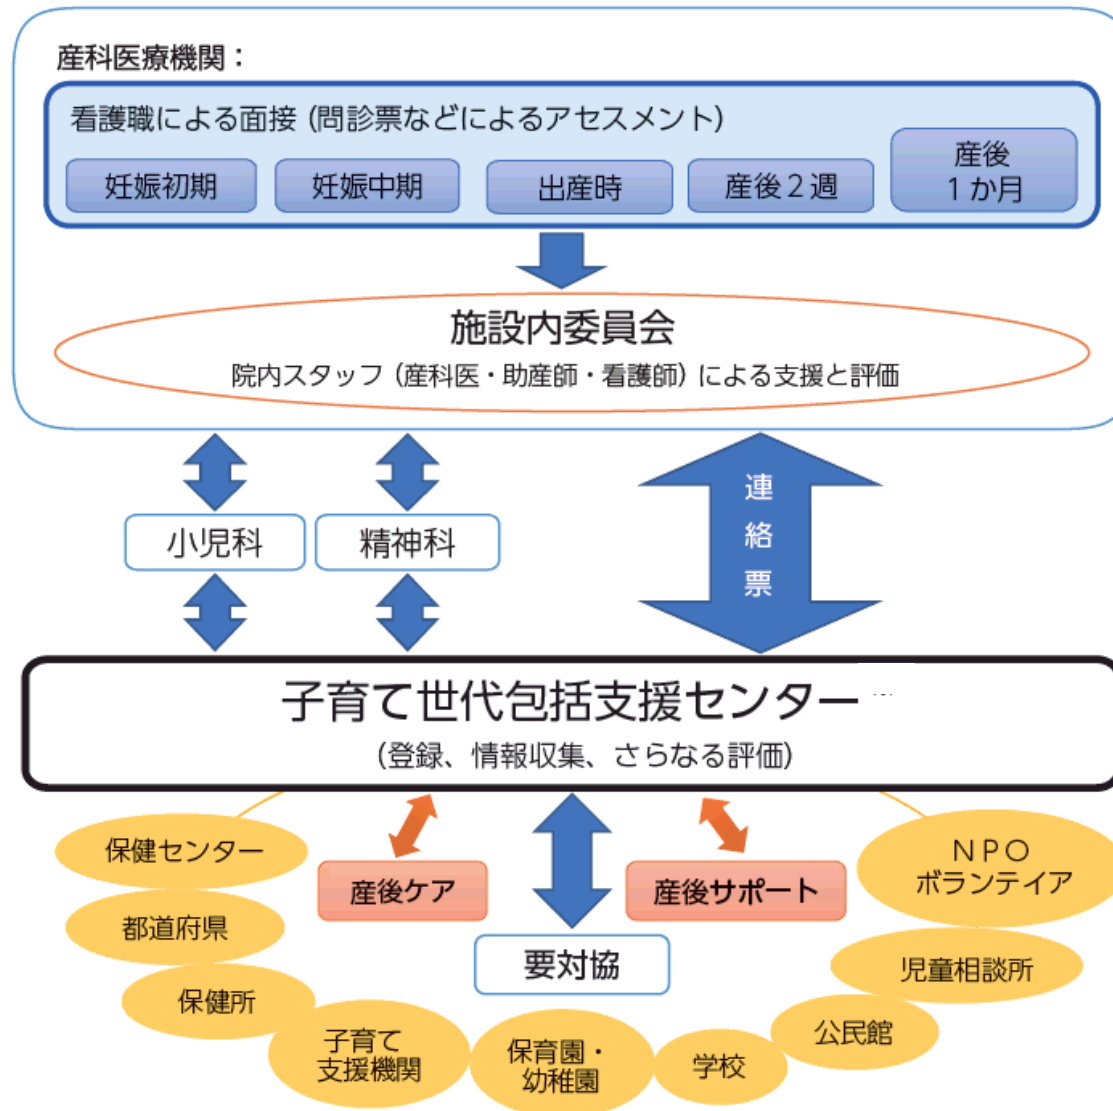 産科医療機関：
看護職による面接（問診票などによるアセスメント）
妊娠初期
妊娠中期
出産時
産後２週
産後
１か月
施設内委員会
院内スタッフ（産科医・助産師・看護師）による支援と評価
連絡票
小児科
精神科
子育て世代包括支援センター
（登録、情報収集、さらなる評価）
保健センター
産後ケア
産後サポート
ＮＰＯ
ボランテイア
都道府県
要対協
児童相談所
保健所
子育て
支援機関
保育園・
幼稚園
学校
公民館